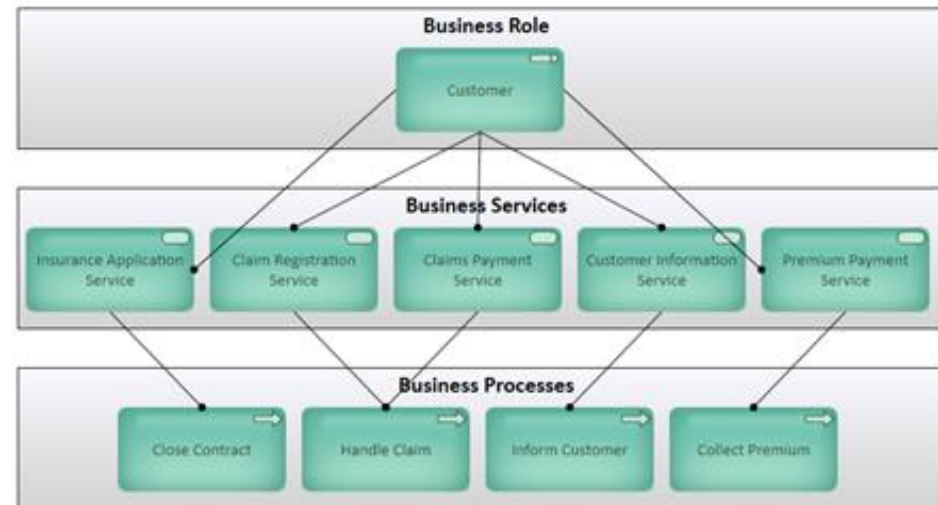 Business Role
Customer
Business Services
Insurance Application
Service
Claim Registration
Service
Claims Payment
Service
Customer Information
Service
Premium Payment
Service
Business Processes
Close Contract
Handle Claim
Inform Customer
Collect Premium